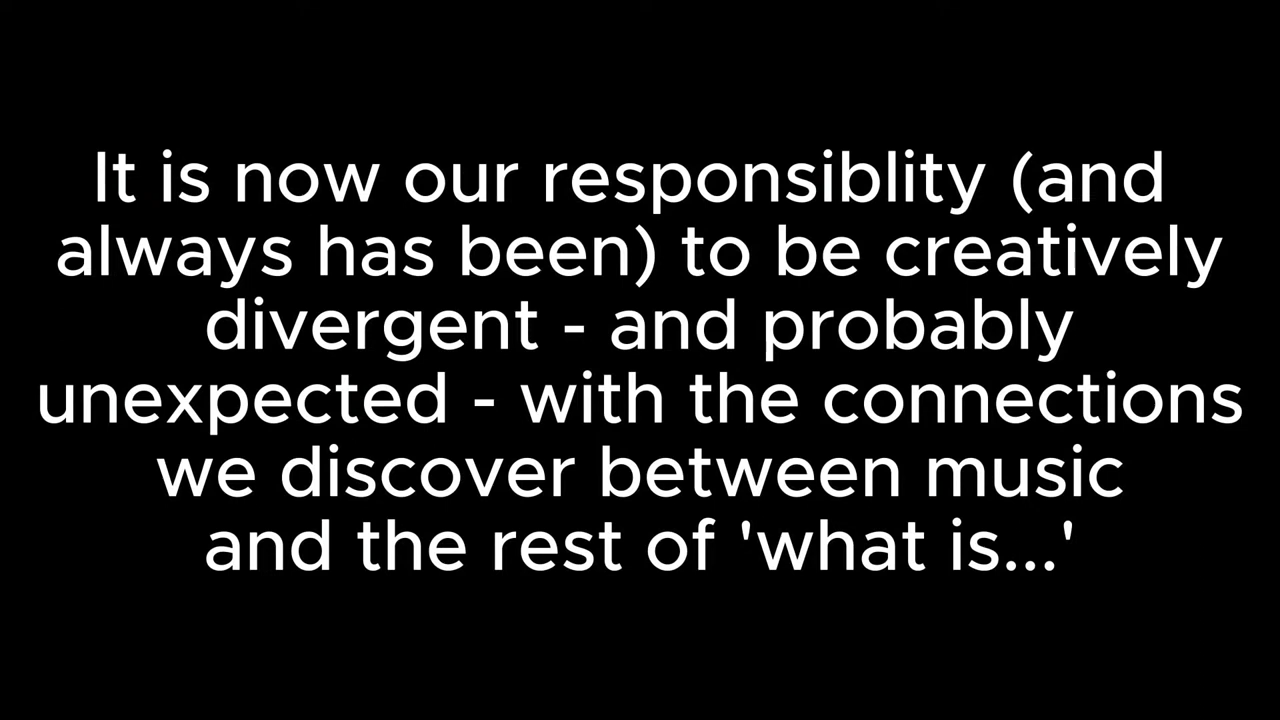 It is now our responsiblity (and
always has been) to be creatively
divergent - and probably
unexpected - with the connections
we discover between music
and the rest of 'what is...'